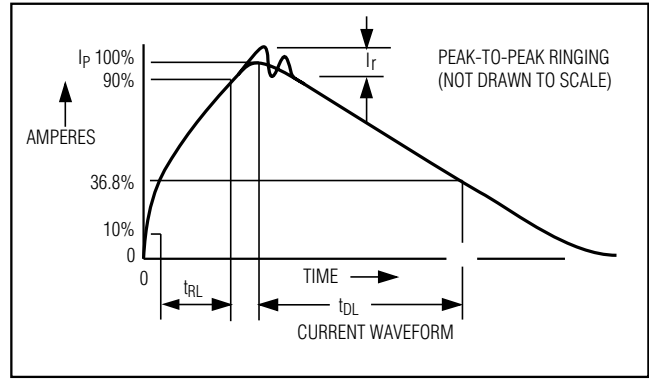 IP 100%
90%
AMPERES
36.8%
10%
0
0
tRL
TIME
tDL
CURRENT WAVEFORM
Ir
PEAK-TO-PEAK RINGING
(NOT DRAWN TO SCALE)